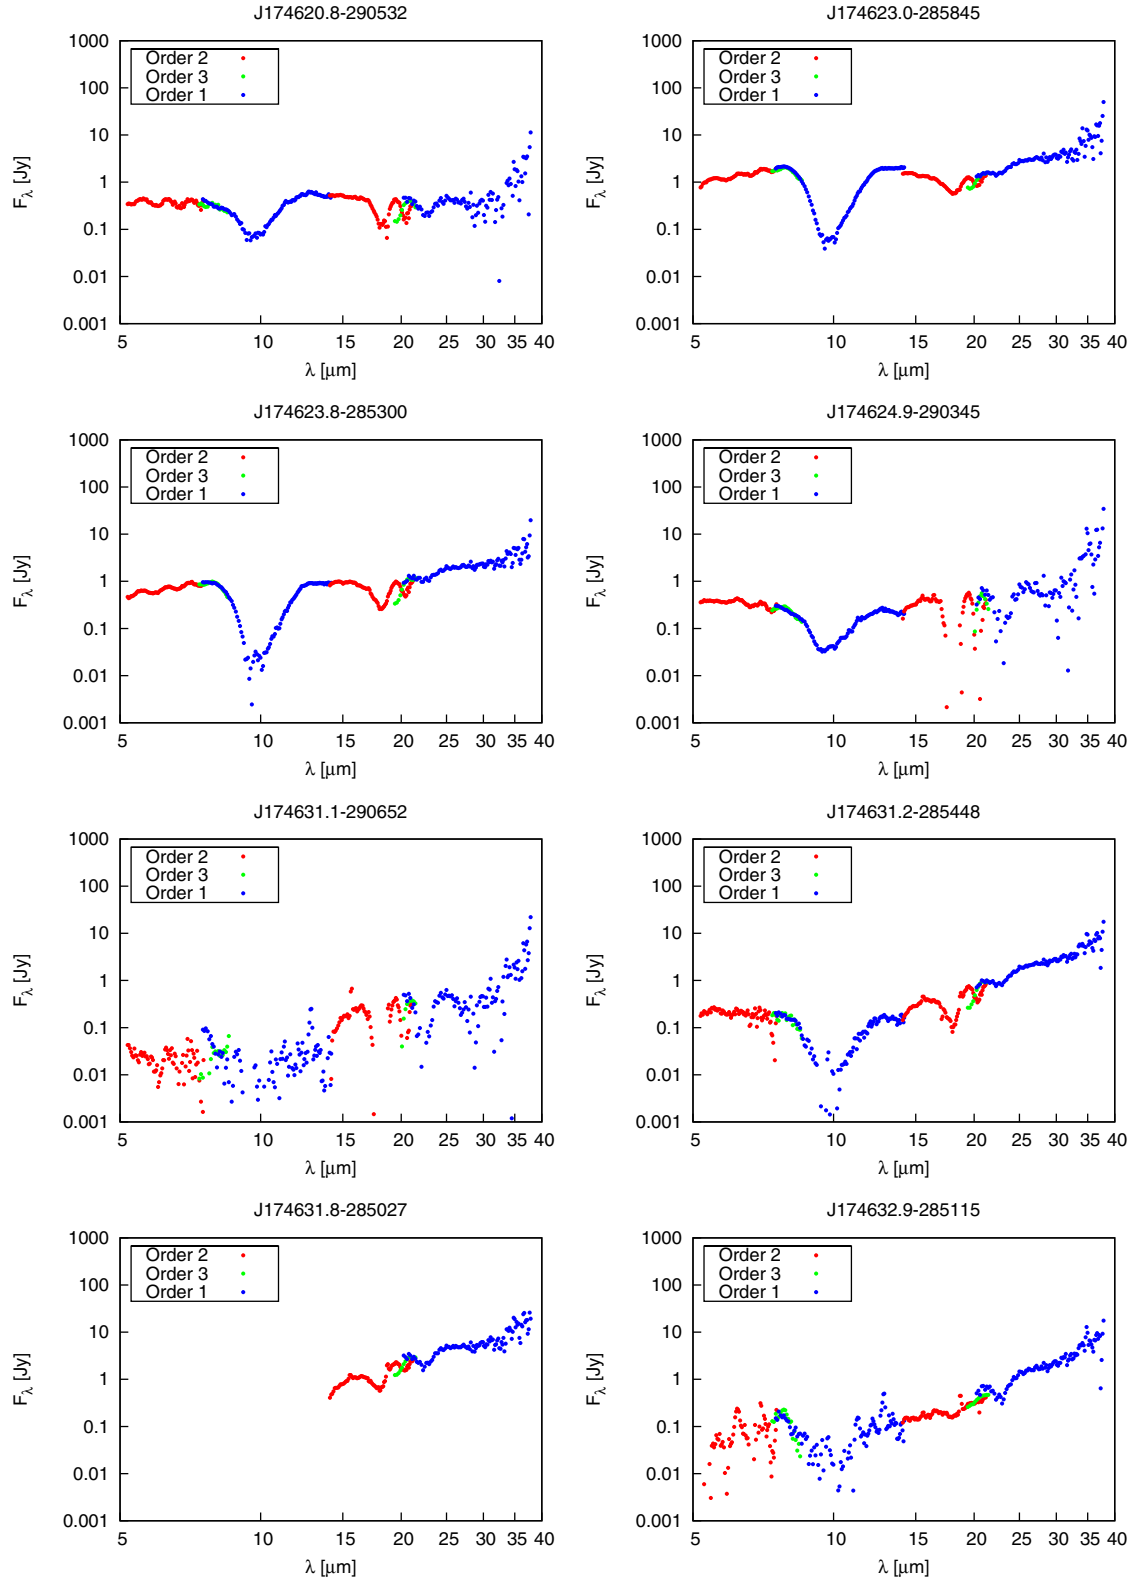 J174620.8-290532
1000
100
10
1
0.1
0.01
0.001
Order 2
Order 3
Order 1
F_λ [Jy]
5 10 15 20 25 30 35 40
λ [μm]
J174623.0-285845
1000
100
10
1
0.1
0.01
0.001
Order 2
Order 3
Order 1
F_λ [Jy]
5 10 15 20 25 30 35 40
λ [μm]
J174623.8-285300
1000
100
10
1
0.1
0.01
0.001
Order 2
Order 3
Order 1
F_λ [Jy]
5 10 15 20 25 30 35 40
λ [μm]
J174624.9-290345
1000
100
10
1
0.1
0.01
0.001
Order 2
Order 3
Order 1
F_λ [Jy]
5 10 15 20 25 30 35 40
λ [μm]
J174631.1-290652
1000
100
10
1
0.1
0.01
0.001
Order 2
Order 3
Order 1
F_λ [Jy]
5 10 15 20 25 30 35 40
λ [μm]
J174631.2-285448
1000
100
10
1
0.1
0.01
0.001
Order 2
Order 3
Order 1
F_λ [Jy]
5 10 15 20 25 30 35 40
λ [μm]
J174631.8-285027
1000
100
10
1
0.1
0.01
0.001
Order 2
Order 3
Order 1
F_λ [Jy]
5 10 15 20 25 30 35 40
λ [μm]
J174632.9-285115
1000
100
10
1
0.1
0.01
0.001
Order 2
Order 3
Order 1
F_λ [Jy]
5 10 15 20 25 30 35 40
λ [μm]